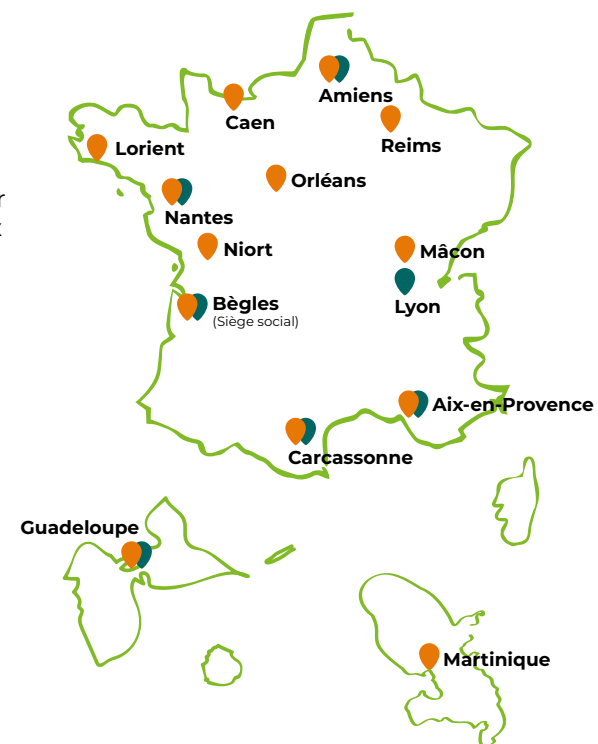 Amiens
Caen
Reims
Lorient
Orléans
Nantes
Niort
Mâcon
Bègles
(Siège social)
Lyon
Aix-en-Provence
Carcassonne
Guadeloupe
Martinique